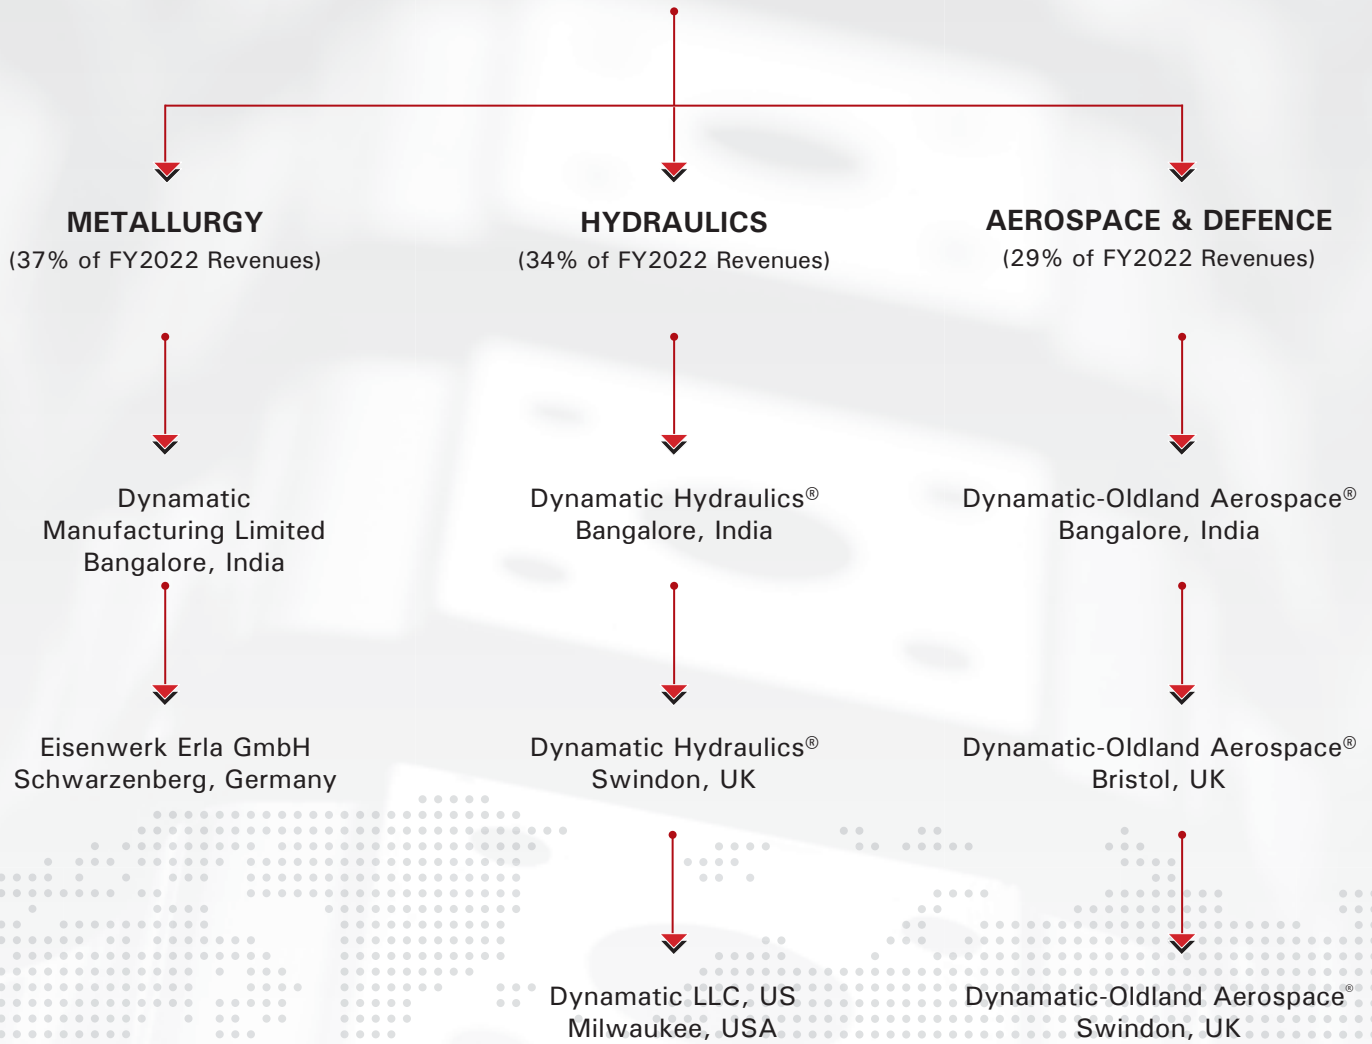 METALLURGY
(37% of FY2022 Revenues)
HYDRAULICS
(34% of FY2022 Revenues)
AEROSPACE & DEFENCE
(29% of FY2022 Revenues)
Dynamatic
Manufacturing Limited
Bangalore, India
Dynamatic Hydraulics®
Bangalore, India
Dynamatic-Oldland Aerospace®
Bangalore, India
Eisenwerk Erla GmbH
Schwarzenberg, Germany
Dynamatic Hydraulics®
Swindon, UK
Dynamatic-Oldland Aerospace®
Bristol, UK
Dynamatic LLC, US
Milwaukee, USA
Dynamatic-Oldland Aerospace®
Swindon, UK